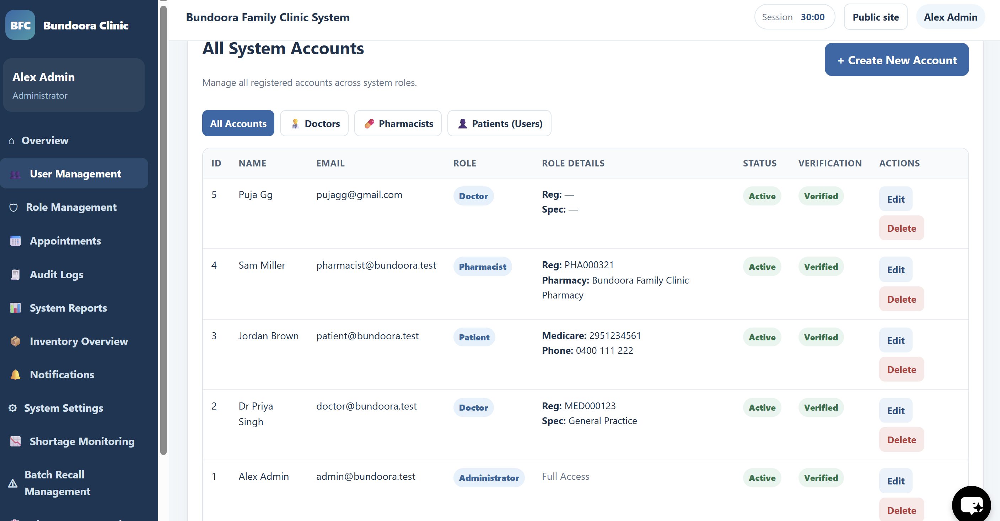 BFC Bundoora Clinic
Alex Admin
Administrator
⌂ Overview
User Management
Role Management
Appointments
Audit Logs
System Reports
Inventory Overview
Notifications
System Settings
Shortage Monitoring
Batch Recall
Management
Bundoora Family Clinic System
Session 30:00
Public site
Alex Admin
All System Accounts
+ Create New Account
Manage all registered accounts across system roles.
All Accounts
Doctors
Pharmacists
Patients (Users)
ID NAME EMAIL ROLE ROLE DETAILS STATUS VERIFICATION ACTIONS
5 Puja Gg pujagg@gmail.com Doctor Reg: — Active Verified Edit
Spec: —
Delete
4 Sam Miller pharmacist@bundoora.test Pharmacist Reg: PHA000321 Active Verified Edit
Pharmacy: Bundoora Family Clinic
Pharmacy
Delete
3 Jordan Brown patient@bundoora.test Patient Medicare: 2951234561 Active Verified Edit
Phone: 0400 111 222
Delete
2 Dr Priya doctor@bundoora.test Doctor Reg: MED000123 Active Verified Edit
Singh Spec: General Practice
Delete
1 Alex Admin admin@bundoora.test Administrator Full Access Active Verified Edit
Delete